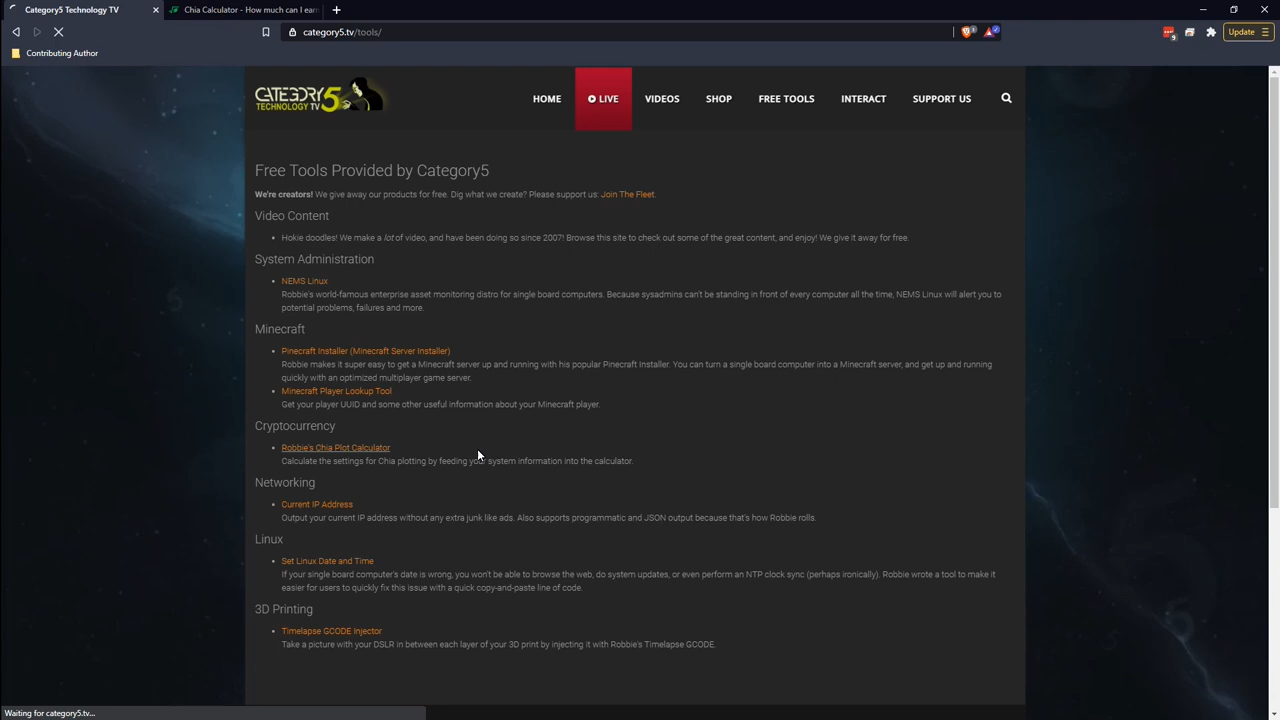 Category5 Technology TV
Chia Calculator - How much can I earn
category5.tv/tools/
Update
Contributing Author
CATEGORY5
TECHNOLOGY TV
HOME
LIVE
VIDEOS
SHOP
FREE TOOLS
INTERACT
SUPPORT US
Free Tools Provided by Category5
We're creators! We give away our products for free. Dig what we create? Please support us: Join The Fleet.
Video Content
Hokie doodles! We make a lot of video, and have been doing so since 2007! Browse this site to check out some of the great content, and enjoy! We give it away for free.
System Administration
NEMS Linux
Robbie's world-famous enterprise asset monitoring distro for single board computers. Because sysadmins can't be standing in front of every computer all the time, NEMS Linux will alert you to
potential problems, failures and more.
Minecraft
Pinecraft Installer (Minecraft Server Installer)
Robbie makes it super easy to get a Minecraft server up and running with his popular Pinecraft Installer. You can turn a single board computer into a Minecraft server, and get up and running
quickly with an optimized multiplayer game server.
Minecraft Player Lookup Tool
Get your player UUID and some other useful information about your Minecraft player.
Cryptocurrency
Robbie's Chia Plot Calculator
Calculate the settings for Chia plotting by feeding your system information into the calculator.
Networking
Current IP Address
Output your current IP address without any extra junk like ads. Also supports programmatic and JSON output because that's how Robbie rolls.
Linux
Set Linux Date and Time
If your single board computer's date is wrong, you won't be able to browse the web, do system updates, or even perform an NTP clock sync (perhaps ironically). Robbie wrote a tool to make it
easier for users to quickly fix this issue with a quick copy-and-paste line of code.
3D Printing
Timelapse GCODE Injector
Take a picture with your DSLR in between each layer of your 3D print by injecting it with Robbie's Timelapse GCODE.
Waiting for category5.tv...